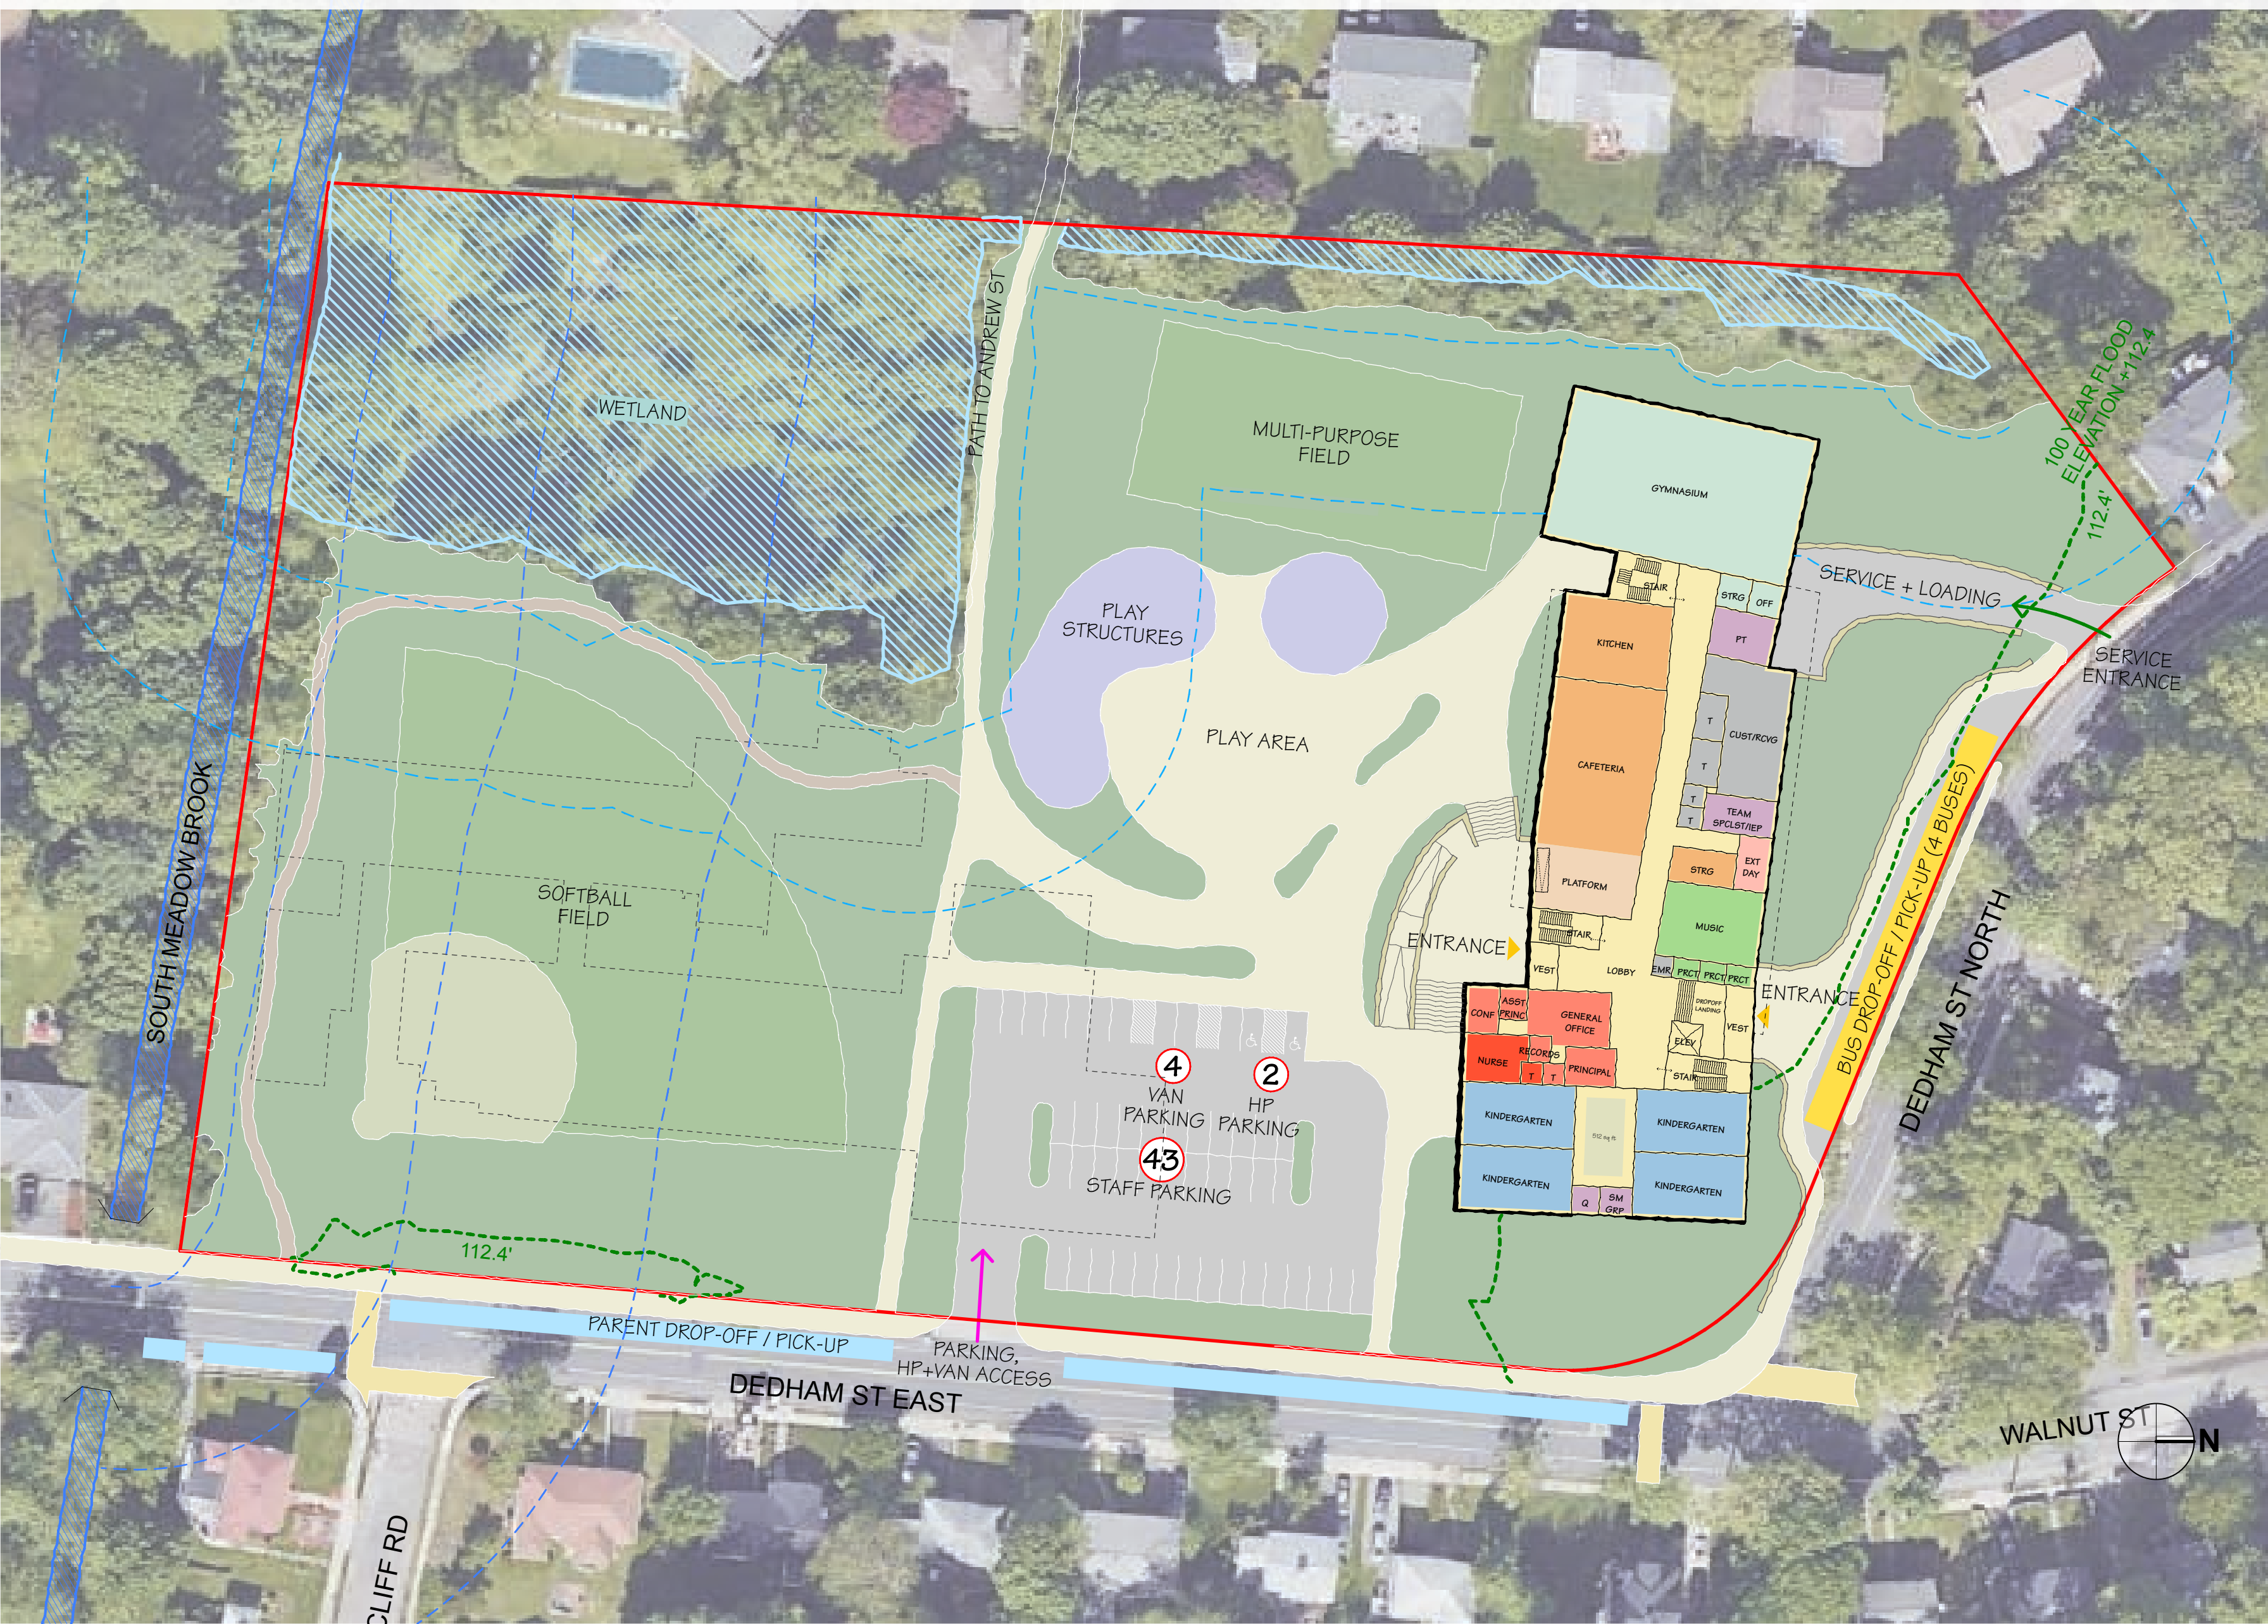 WETLAND
PATH TO ANDREW ST
MULTI-PURPOSE
FIELD
GYMNASIUM
100 YEAR FLOOD
ELEVATION +112.4
112.4'
SERVICE + LOADING
SERVICE
ENTRANCE
PLAY
STRUCTURES
PLAY AREA
STAIR
STRG
OFF
KITCHEN
PT
T
CUST/RCVG
CAFETERIA
T
T
T
TEAM
SPCLST/IEP
EXT
DAY
STRG
PLATFORM
MUSIC
STAIR
ENTRANCE
VEST
LOBBY
EMR
PRCT
PRCT
PRCT
ENTRANCE
DROPOFF
LANDING
VEST
CONF
ASST
PRINC
GENERAL
OFFICE
ELEV
NURSE
RECORDS
T
T
PRINCIPAL
STAIR
KINDERGARTEN
KINDERGARTEN
512 sq ft
KINDERGARTEN
KINDERGARTEN
Q
SM
GRP
BUS DROP-OFF / PICK-UP (4 BUSES)
DEDHAM ST NORTH
SOUTH MEADOW BROOK
SOFTBALL
FIELD
4
VAN
PARKING
2
HP
PARKING
43
STAFF PARKING
112.4'
PARENT DROP-OFF / PICK-UP
PARKING,
HP+VAN ACCESS
DEDHAM ST EAST
WALNUT ST
N
CLIFF RD